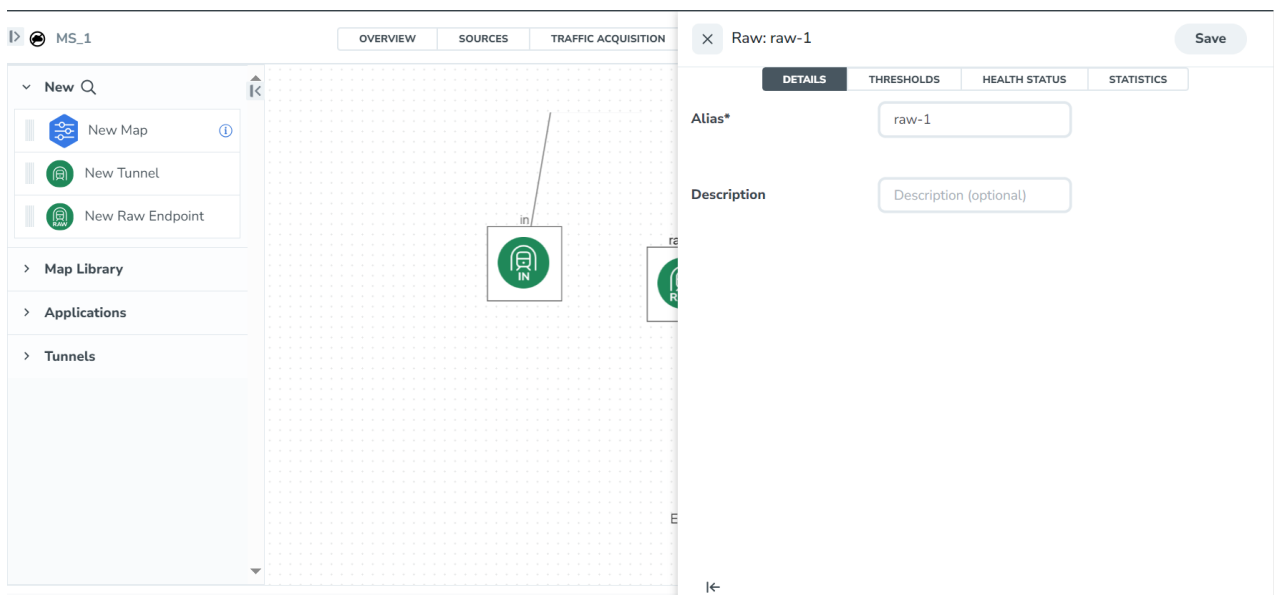 MS_1
OVERVIEW
SOURCES
TRAFFIC ACQUISITION
Raw: raw-1
Save
New
New Map
New Tunnel
RAW
New Raw Endpoint
Map Library
Applications
Tunnels
in
IN
DETAILS
THRESHOLDS
HEALTH STATUS
STATISTICS
Alias*
raw-1
Description
Description (optional)